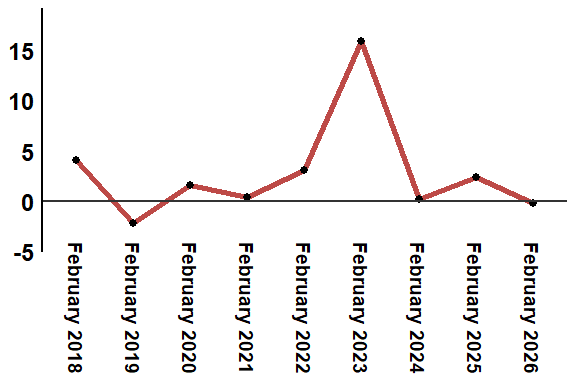 15
10
5
0
-5
February 2018
February 2019
February 2020
February 2021
February 2022
February 2023
February 2024
February 2025
February 2026